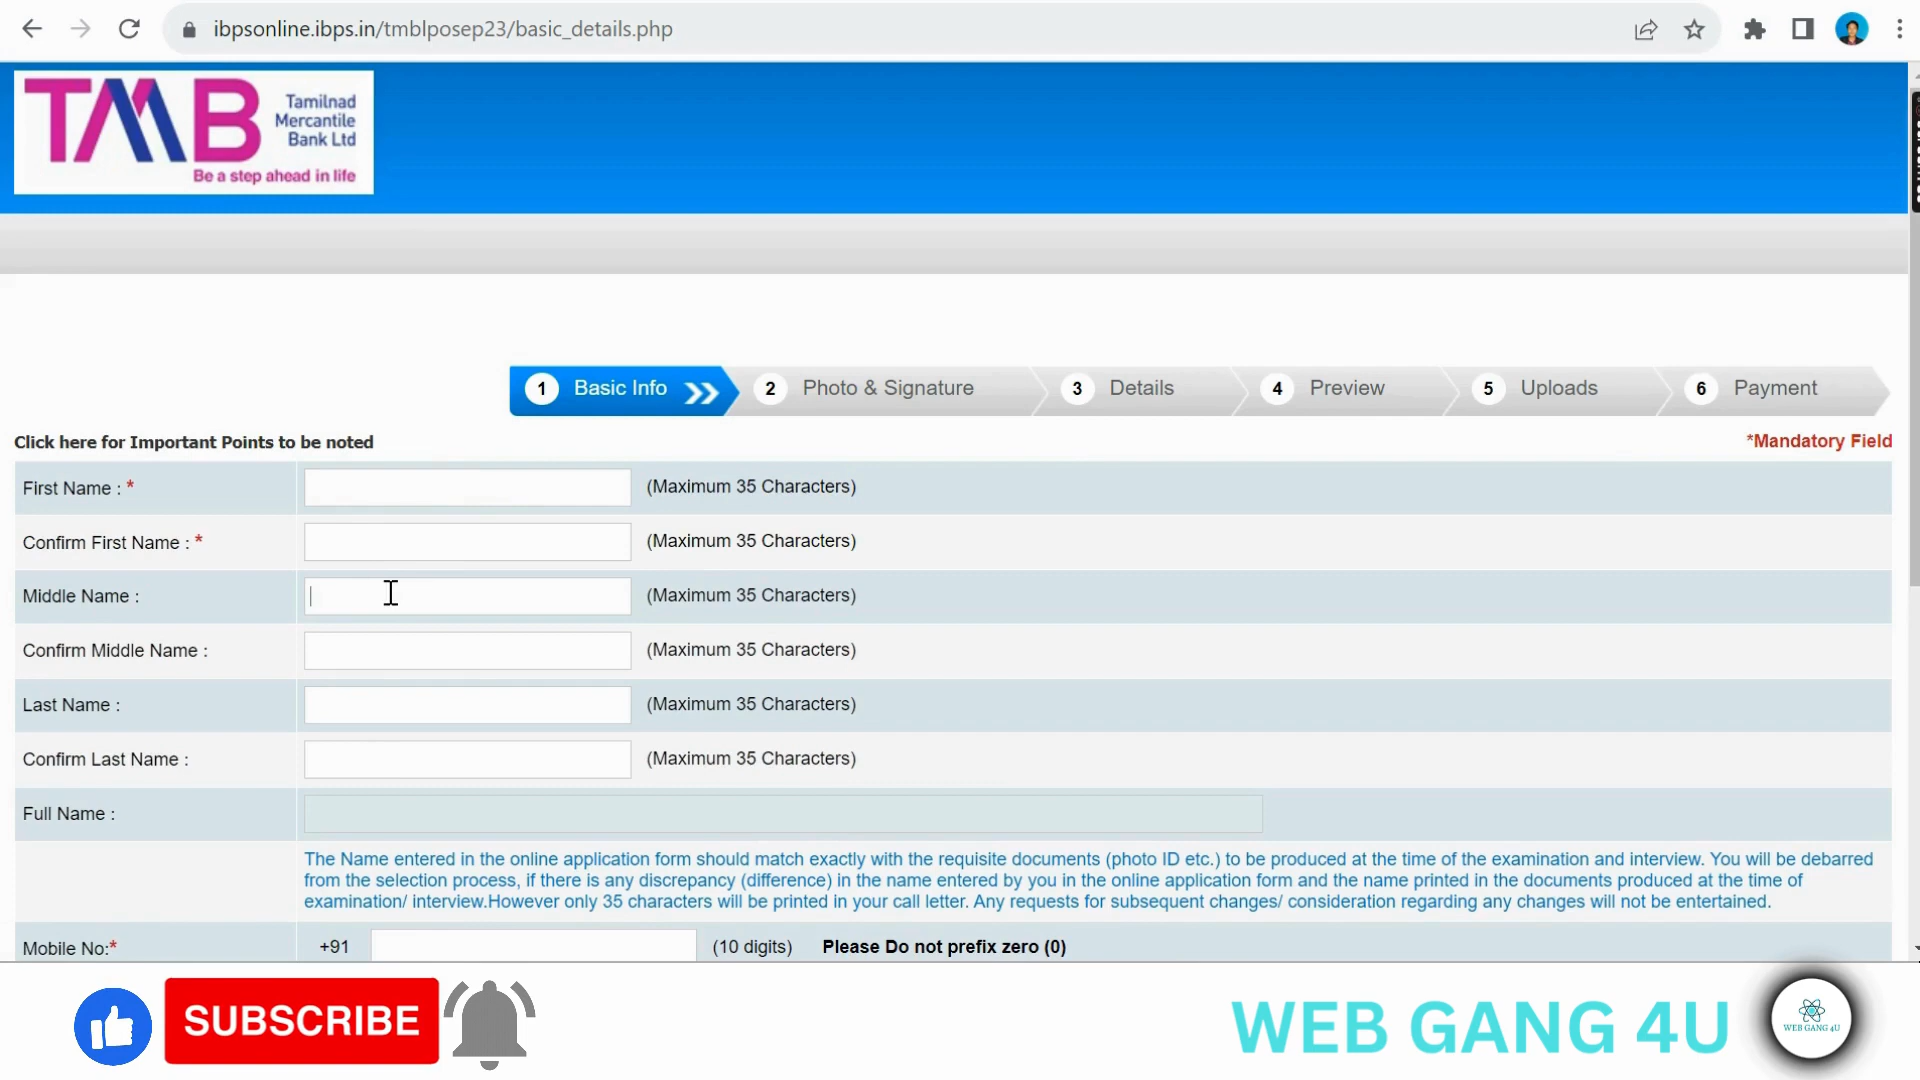 ibpsonline.ibps.in/tmblposep23/basic_details.php
TMB
Tamilnad
Mercantile
Bank Ltd
Be a step ahead in life
1 Basic Info 2 Photo & Signature 3 Details 4 Preview 5 Uploads 6 Payment
Click here for Important Points to be noted *Mandatory Field
First Name : * (Maximum 35 Characters)
Confirm First Name : * (Maximum 35 Characters)
Middle Name : (Maximum 35 Characters)
Confirm Middle Name : (Maximum 35 Characters)
Last Name : (Maximum 35 Characters)
Confirm Last Name : (Maximum 35 Characters)
Full Name :
The Name entered in the online application form should match exactly with the requisite documents (photo ID etc.) to be produced at the time of the examination and interview. You will be debarred
from the selection process, if there is any discrepancy (difference) in the name entered by you in the online application form and the name printed in the documents produced at the time of
examination/ interview.However only 35 characters will be printed in your call letter. Any requests for subsequent changes/ consideration regarding any changes will not be entertained.
Mobile No:* +91 (10 digits) Please Do not prefix zero (0)
SUBSCRIBE WEB GANG 4U
WEB GANG 4U